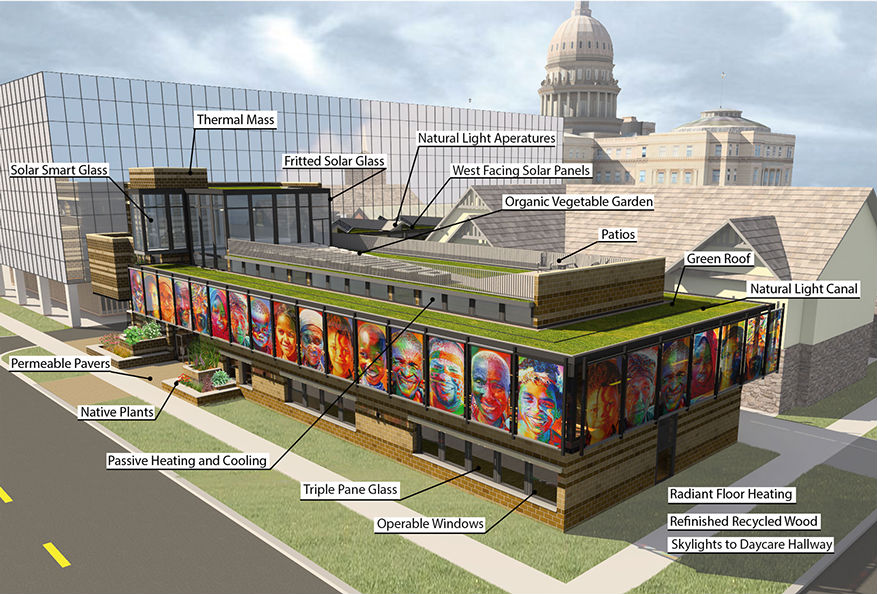 Thermal Mass
Natural Light Aperatures
Solar Smart Glass
Fritted Solar Glass
West Facing Solar Panels
Organic Vegetable Garden
Patios
Green Roof
Natural Light Canal
Permeable Pavers
Native Plants
Passive Heating and Cooling
Triple Pane Glass
Operable Windows
Radiant Floor Heating
Refinished Recycled Wood
Skylights to Daycare Hallway